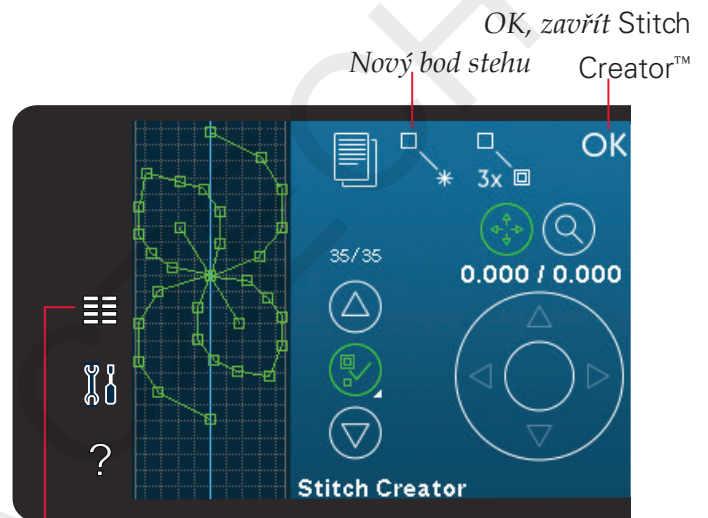 OK, zavřít Stitch
Nový bod stehu Creator™
OK
3x
35/35
0.000 / 0.000
?
Stitch Creator